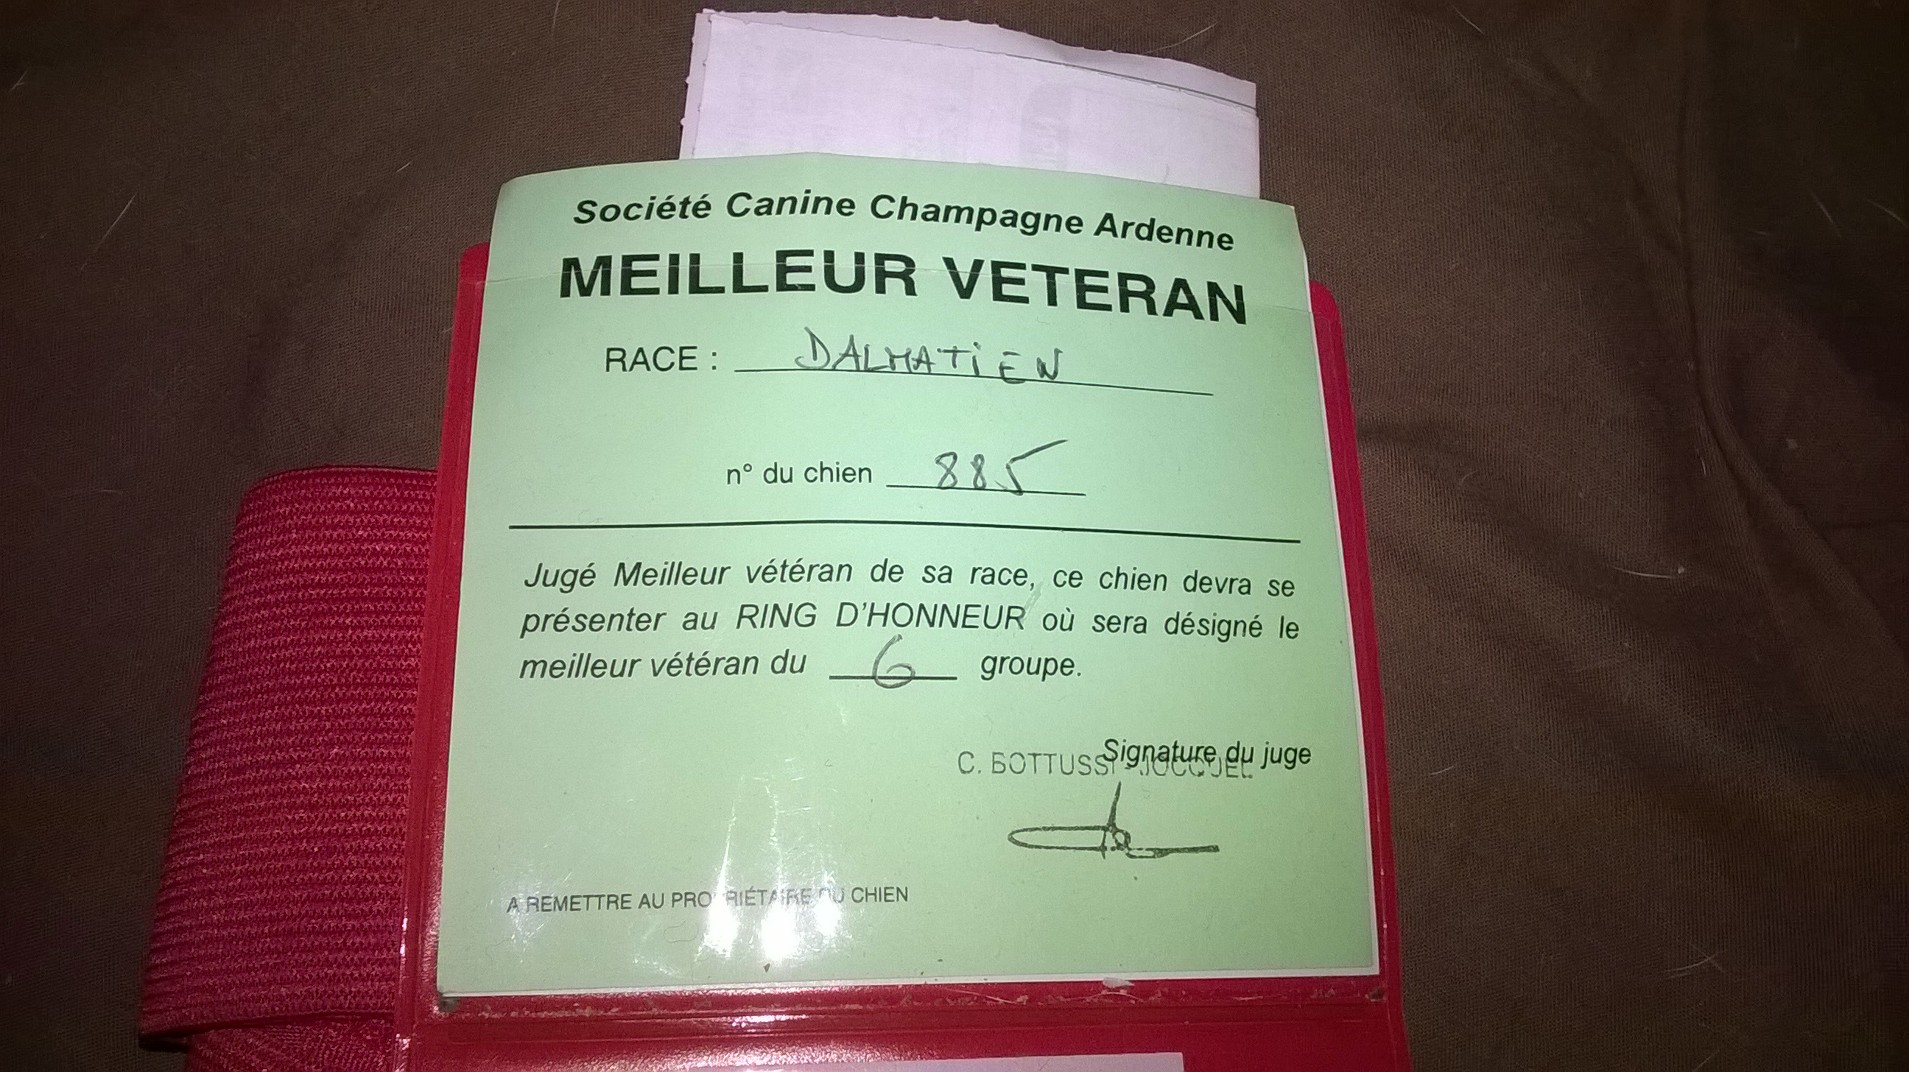 Société Canine Champagne Ardenne
MEILLEUR VETERAN
RACE : DALMATiEN
n° du chien 885
Jugé Meilleur vétéran de sa race, ce chien devra se
présenter au RING D'HONNEUR où sera désigné le
meilleur vétéran du 6 groupe.
Signature du juge
C. BOTTUSSI - JOCQUEL
A REMETTRE AU PROPRIÉTAIRE DU CHIEN